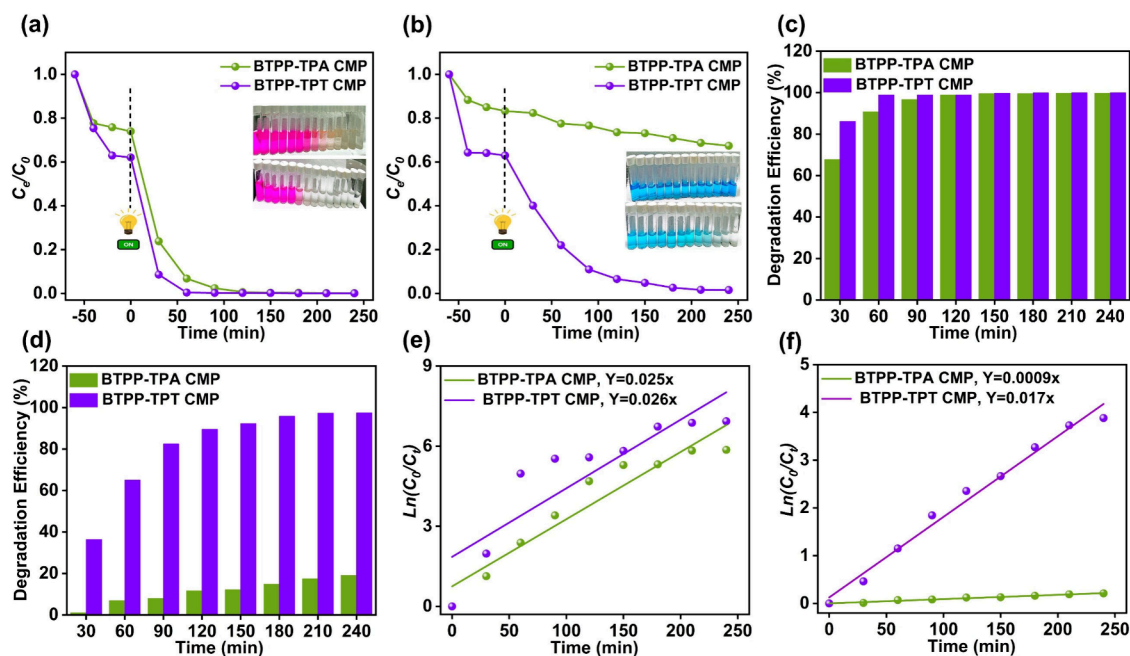 (a)
BTPP-TPA CMP
BTPP-TPT CMP
1.0
0.8
0.6
0.4
0.2
0.0
Ce/C0
ON
-50 0 50 100 150 200 250
Time (min)
(b)
BTPP-TPA CMP
BTPP-TPT CMP
1.0
0.8
0.6
0.4
0.2
0.0
Ce/C0
ON
-50 0 50 100 150 200 250
Time (min)
(c)
BTPP-TPA CMP
BTPP-TPT CMP
120
100
80
60
40
20
0
Degradation Efficiency (%)
30 60 90 120 150 180 210 240
Time (min)
(d)
BTPP-TPA CMP
BTPP-TPT CMP
120
100
80
60
40
20
0
Degradation Efficiency (%)
30 60 90 120 150 180 210 240
Time (min)
(e)
BTPP-TPA CMP, Y=0.025x
BTPP-TPT CMP, Y=0.026x
9
6
3
0
Ln(C0/Ct)
0 50 100 150 200 250
Time (min)
(f)
BTPP-TPA CMP, Y=0.0009x
BTPP-TPT CMP, Y=0.017x
5
4
3
2
1
0
Ln(C0/Ct)
0 50 100 150 200 250
Time (min)